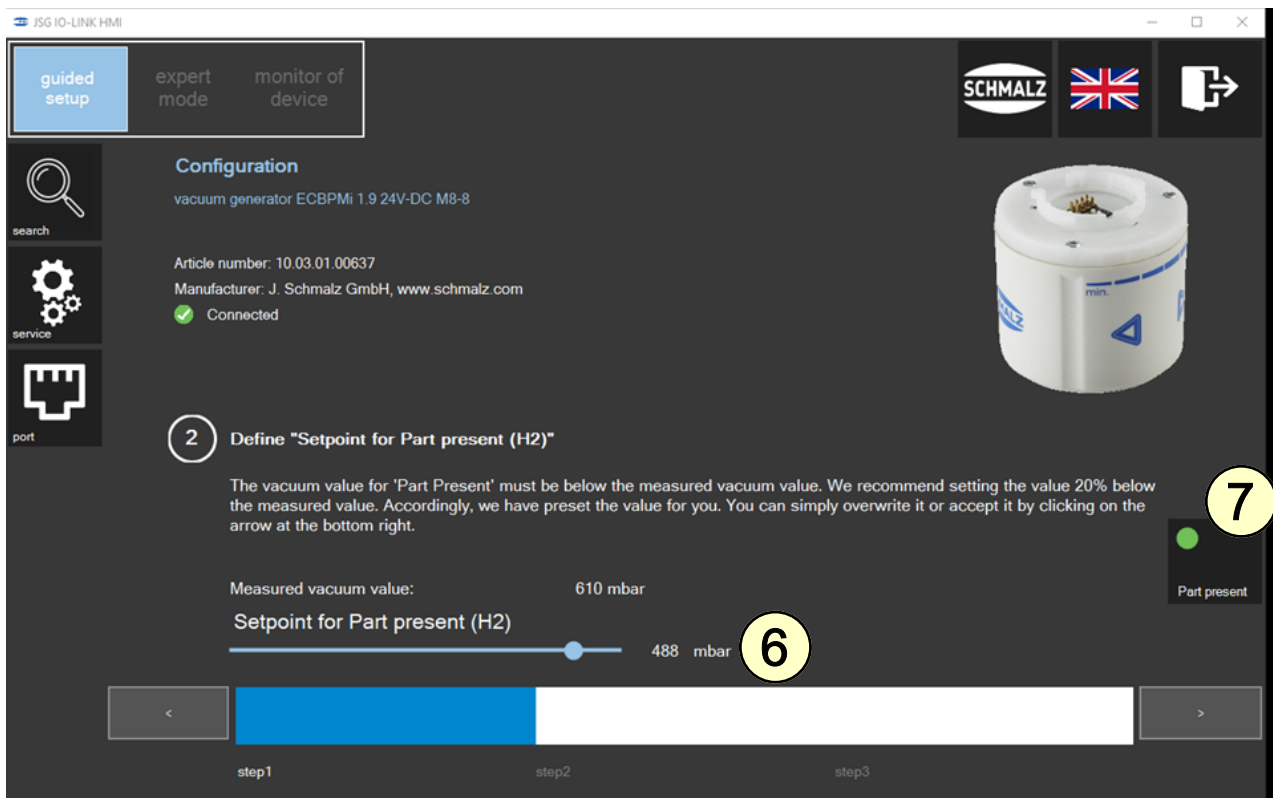 JSG IO-LINK HMI
guided
setup
expert
mode
monitor of
device
SCHMALZ
search
service
port
Configuration
vacuum generator ECBPMi 1.9 24V-DC M8-8
Article number: 10.03.01.00637
Manufacturer: J. Schmalz GmbH, www.schmalz.com
Connected
min.
2
Define "Setpoint for Part present (H2)"
The vacuum value for 'Part Present' must be below the measured vacuum value. We recommend setting the value 20% below
the measured value. Accordingly, we have preset the value for you. You can simply overwrite it or accept it by clicking on the
arrow at the bottom right.
7
Part present
Measured vacuum value: 610 mbar
Setpoint for Part present (H2)
488 mbar
6
<
>
step1
step2
step3